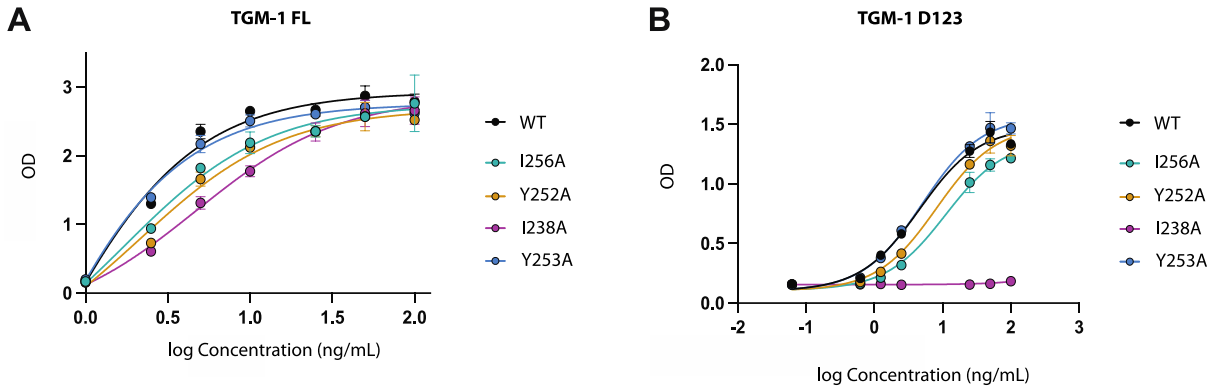 A
TGM-1 FL
OD
3
2
1
0
0.0
0.5
1.0
1.5
2.0
log Concentration (ng/mL)
WT
I256A
Y252A
I238A
Y253A
B
TGM-1 D123
OD
2.0
1.5
1.0
0.5
0.0
-2
-1
0
1
2
3
log Concentration (ng/mL)
WT
I256A
Y252A
I238A
Y253A